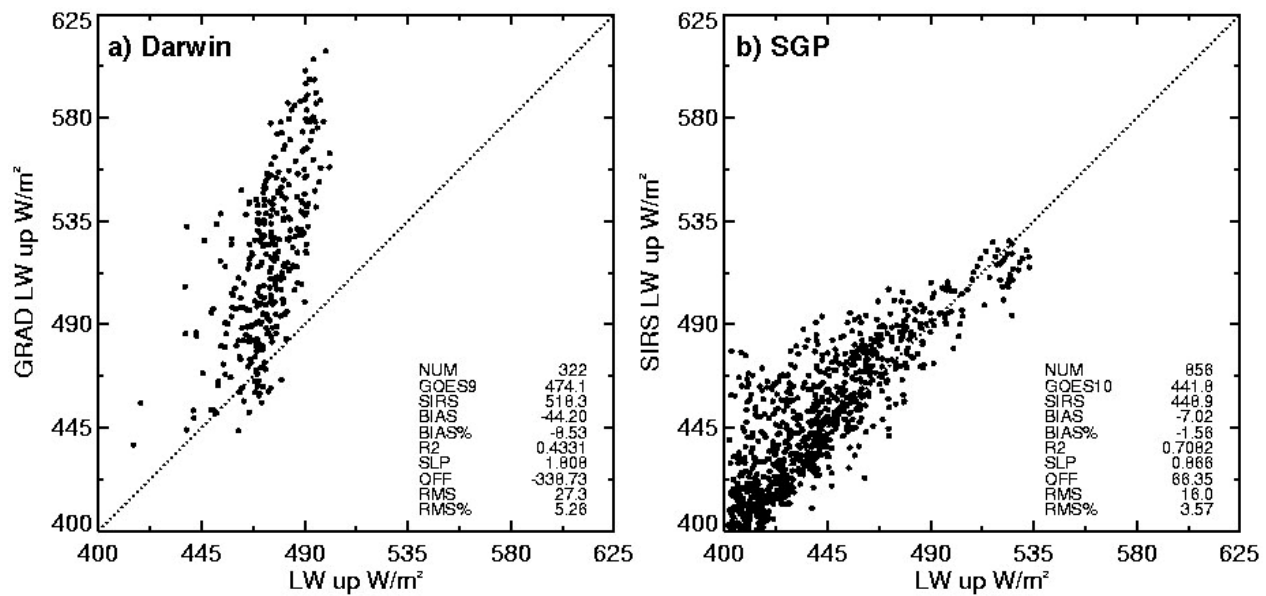 625
580
535
490
445
400
GRAD LW up W/m²
a) Darwin
NUM 322
GOES9 474.1
SIRS 518.3
BIAS -44.20
BIAS% -8.53
R2 0.4331
SLP 1.808
OFF -338.73
RMS 27.3
RMS% 5.26
400 445 490 535 580 625
LW up W/m²
625
580
535
490
445
400
SIRS LW up W/m²
b) SGP
NUM 856
GOES10 441.8
SIRS 448.9
BIAS -7.02
BIAS% -1.56
R2 0.7082
SLP 0.866
OFF 66.35
RMS 16.0
RMS% 3.57
400 445 490 535 580 625
LW up W/m²